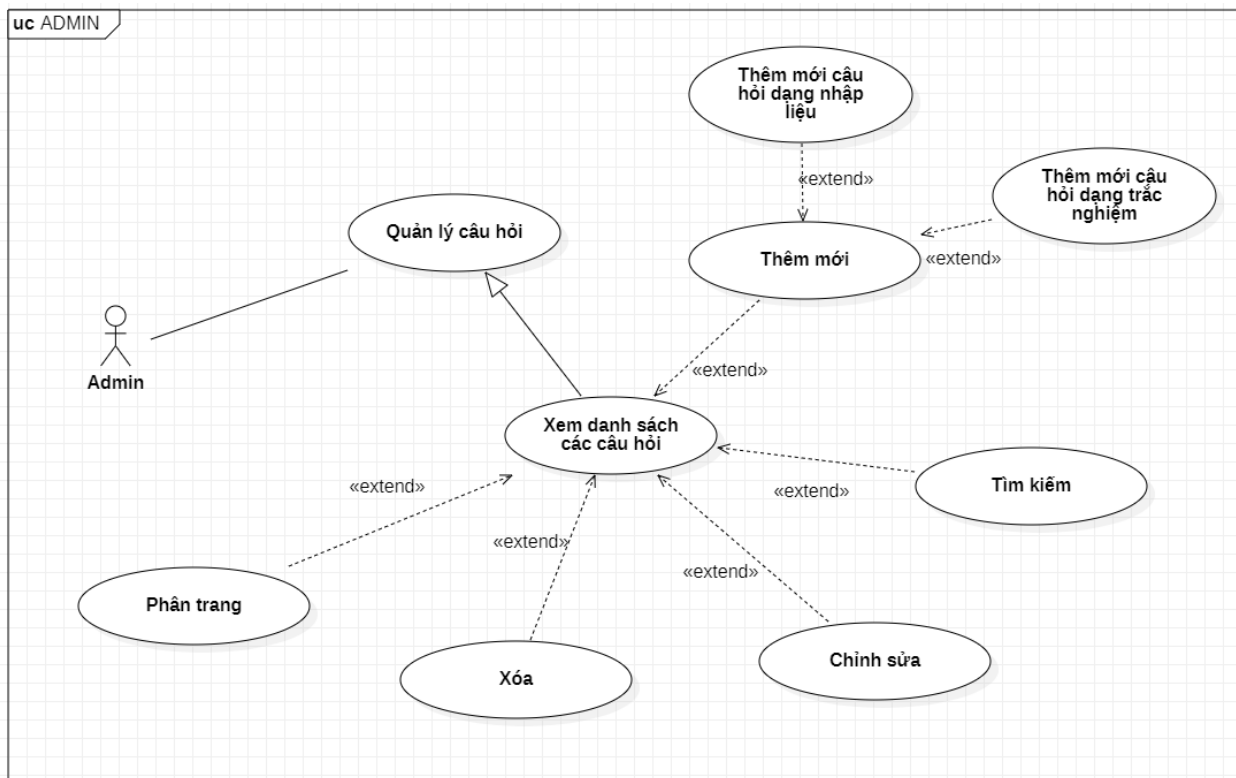 uc ADMIN
Thêm mới câu
hỏi dạng nhập
liệu
«extend»
Thêm mới câu
hỏi dạng trắc
nghiệm
Quản lý câu hỏi
Thêm mới
«extend»
Admin
«extend»
Xem danh sách
các câu hỏi
«extend»
Tìm kiếm
«extend»
«extend»
«extend»
Phân trang
Xóa
Chỉnh sửa